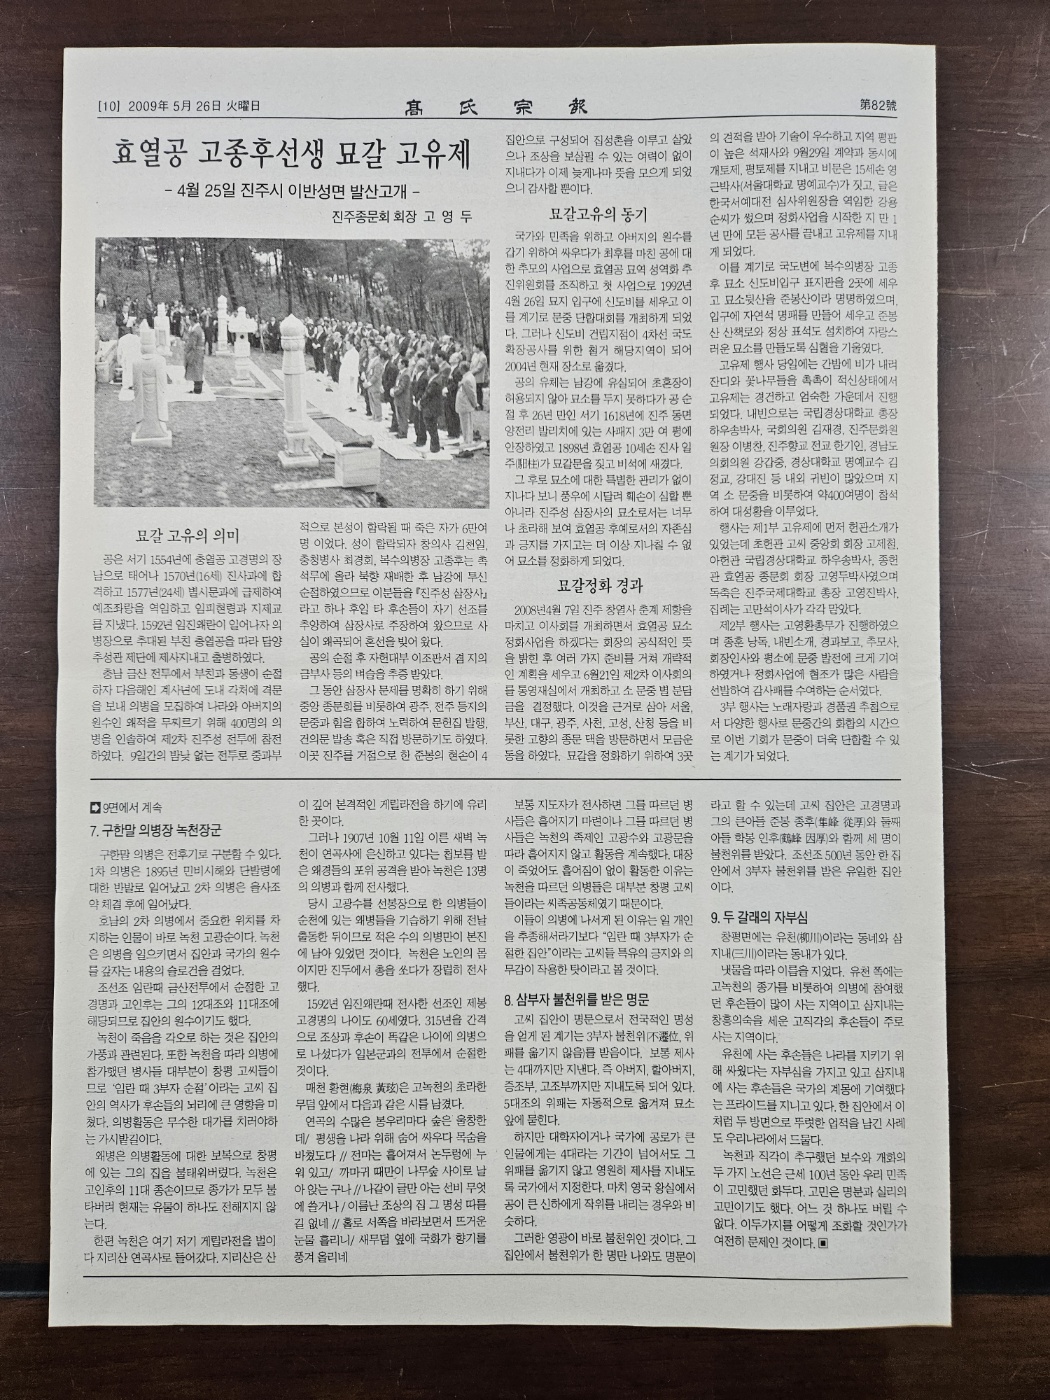 [10] 2009年 5月 26日 火曜日
高氏宗報
第82號
효열공 고종후선생 묘갈 고유제
- 4월 25일 진주시 이반성면 발산고개 -
진주종문회 회장 고 영 두
묘갈 고유의 의미
공은 서기 1554년에 충열공 고경명의 장
남으로 태어나 1570년(16세) 진사과에 합
격하고 1577년(24세) 별시문과에 급제하여
예조좌랑을 역임하고 임피현령과 지제교
를 지냈다. 1592년 임진왜란이 일어나자 의
병장으로 추대된 부친 충열공을 따라 담양
추성관 제단에 제사지내고 출병하였다.
충남 금산 전투에서 부친과 동생이 순절
하자 다음해인 계사년에 도내 각처에 격문
을 보내 의병을 모집하여 나라와 아버지의
원수인 왜적을 무찌르기 위해 400명의 의
병을 인솔하여 제2차 진주성 전투에 참전
하였다. 9일간의 밤낮 없는 전투로 중과부
적으로 본성이 함락될 때 죽은 자가 6만여
명 이었다. 성이 함락되자 창의사 김천일,
충청병사 최경회, 복수의병장 고종후는 촉
석루에 올라 북향 재배한 후 남강에 투신
순절하였으므로 이분들을 『진주성 삼장사』
라고 하나 후일 타 후손들이 자기 선조를
추앙하여 삼장사로 주장하여 왔으므로 사
실이 왜곡되어 혼선을 빚어 왔다.
공의 순절 후 자헌대부 이조판서 겸 지의
금부사 등의 벼슬을 추증 받았다.
그 동안 삼장사 문제를 명확히 하기 위해
중앙 종문회를 비롯하여 광주, 전주 등지의
문중과 힘을 합하여 노력하여 문헌집 발행,
건의문 발송 혹은 직접 방문하기도 하였다.
이곳 진주를 거점으로 한 준봉의 현손이 4
집안으로 구성되어 집성촌을 이루고 살았
으나 조상을 보살필 수 있는 여력이 없이
지내다가 이제 늦게나마 뜻을 모으게 되었
으니 감사할 뿐이다.
묘갈고유의 동기
국가와 민족을 위하고 아버지의 원수를
갚기 위하여 싸우다가 최후를 마친 공에 대
한 추모의 사업으로 효열공 묘역 성역화 추
진위원회를 조직하고 첫 사업으로 1992년
4월 26일 묘지 입구에 신도비를 세우고 이
를 계기로 문중 단합대회를 개최하게 되었
다. 그러나 신도비 건립지점이 4차선 국도
확장공사를 위한 철거 해당지역이 되어
2004년 현재 장소로 옮겼다.
공의 유체는 남강에 유실되어 초혼장이
허용되지 않아 묘소를 두지 못하다가 공 순
절 후 26년 만인 서기 1618년에 진주 동면
양전리 발리치에 있는 사패지 3만 여 평에
안장하였고 1898년 효열공 10세손 진사 일
주(馹柱)가 묘갈문을 짓고 비석에 새겼다.
그 후로 묘소에 대한 특별한 관리가 없이
지나다 보니 풍우에 시달려 훼손이 심할 뿐
아니라 진주성 삼장사의 묘소로서는 너무
나 초라해 보여 효열공 후예로서의 자존심
과 긍지를 가지고는 더 이상 지나칠 수 없
어 묘소를 정화하게 되었다.
묘갈정화 경과
2008년4월 7일 진주 창렬사 춘계 제향을
마치고 이사회를 개최하면서 효열공 묘소
정화사업을 하겠다는 회장의 공식적인 뜻
을 밝힌 후 여러 가지 준비를 거쳐 개략적
인 계획을 세우고 6월21일 제2차 이사회의
를 통영재실에서 개최하고 소 문중 별 분담
금을 결정했다. 이것을 근거로 삼아 서울,
부산, 대구, 광주, 사천, 고성, 산청 등을 비
롯한 고향의 종문 댁을 방문하면서 모금운
동을 하였다. 묘갈을 정화하기 위하여 3곳
의 견적을 받아 기술이 우수하고 지역 평판
이 높은 석재사와 9월29일 계약과 동시에
개토제, 평토제를 지내고 비문은 15세손 영
근박사(서울대학교 명예교수)가 짓고, 글은
한국서예대전 심사위원장을 역임한 강용
순씨가 썼으며 정화사업을 시작한 지 만 1
년 만에 모든 공사를 끝내고 고유제를 지내
게 되었다.
이를 계기로 국도변에 복수의병장 고종
후 묘소 신도비입구 표지판을 2곳에 세우
고 묘소뒷산을 준봉산이라 명명하였으며,
입구에 자연석 명패를 만들어 세우고 준봉
산 산책로와 정상 표석도 설치하여 자랑스
러운 묘소를 만들도록 심혈을 기울였다.
고유제 행사 당일에는 간밤에 비가 내려
잔디와 꽃나무들을 촉촉이 적신상태에서
고유제는 경건하고 엄숙한 가운데서 진행
되었다. 내빈으로는 국립경상대학교 총장
하우송박사, 국회의원 김재경, 진주문화원
원장 이병찬, 진주향교 전교 한기인, 경남도
의회의원 강갑중, 경상대학교 명예교수 김
정교, 강대진 등 내외 귀빈이 많았으며 지
역 소 문중을 비롯하여 약400여명이 참석
하여 대성황을 이루었다.
행사는 제1부 고유제에 먼저 헌관소개가
있었는데 초헌관 고씨 중앙회 회장 고제철,
아헌관 국립경상대학교 하우송박사, 종헌
관 효열공 종문회 회장 고영두박사였으며
독축은 진주국제대학교 총장 고영진박사,
집례는 고만석이사가 각각 맡았다.
제2부 행사는 고영환총무가 진행하였으
며 종훈 낭독, 내빈소개, 경과보고, 추모사,
회장인사와 평소에 문중 발전에 크게 기여
하였거나 정화사업에 협조가 많은 사람을
선발하여 감사패를 수여하는 순서였다.
3부 행사는 노래자랑과 경품권 추첨으로
서 다양한 행사로 문중간의 화합의 시간으
로 이번 기회가 문중이 더욱 단합할 수 있
는 계기가 되었다.
9면에서 계속
7. 구한말 의병장 녹천장군
구한말 의병은 전후기로 구분할 수 있다.
1차 의병은 1895년 민비시해와 단발령에
대한 반발로 일어났고 2차 의병은 을사조
약 체결 후에 일어났다.
호남의 2차 의병에서 중요한 위치를 차
지하는 인물이 바로 녹천 고광순이다. 녹천
은 의병을 일으키면서 집안과 국가의 원수
를 갚자는 내용의 슬로건을 걸었다.
조선조 임란때 금산전투에서 순절한 고
경명과 고인후는 그의 12대조와 11대조에
해당되므로 집안의 원수이기도 했다.
녹천이 죽음을 각오로 하는 것은 집안의
가풍과 관련된다. 또한 녹천을 따라 의병에
참가했던 병사들 대부분이 창평 고씨들이
므로 '임란 때 3부자 순절' 이라는 고씨 집
안의 역사가 후손들의 뇌리에 큰 영향을 미
쳤다. 의병활동은 무수한 대가를 치러야하
는 가시밭길이다.
왜병은 의병활동에 대한 보복으로 창평
에 있는 그의 집을 불태워버렸다. 녹천은
고인후의 11대 종손이므로 종가가 모두 불
타버려 현재는 유물이 하나도 전해지지 않
는다.
한편 녹천은 여기 저기 게릴라전을 벌이
다 지리산 연곡사로 들어갔다. 지리산은 산
이 깊어 본격적인 게릴라전을 하기에 유리
한 곳이다.
그러나 1907년 10월 11일 이른 새벽 녹
천이 연곡사에 은신하고 있다는 첩보를 받
은 왜경들의 포위 공격을 받아 녹천은 13명
의 의병과 함께 전사했다.
당시 고광수를 선봉장으로 한 의병들이
순천에 있는 왜병들을 기습하기 위해 전날
출동한 뒤이므로 적은 수의 의병만이 본진
에 남아 있었던 것이다. 녹천은 노인의 몸
이지만 진두에서 총을 쏘다가 장렬히 전사
했다.
1592년 임진왜란때 전사한 선조인 제봉
고경명의 나이도 60세였다. 315년을 간격
으로 조상과 후손이 똑같은 나이에 의병으
로 나섰다가 일본군과의 전투에서 순절한
것이다.
매천 황현(梅泉 黃玹)은 고녹천의 초라한
무덤 앞에서 다음과 같은 시를 남겼다.
연곡의 수많은 봉우리마다 숲은 울창한
데/ 평생을 나라 위해 숨어 싸우다 목숨을
바쳤도다 // 전마는 흩어져서 논두렁에 누
워 있고/ 까마귀 때만이 나무숲 사이로 날
아 앉는 구나 // 나같이 글만 아는 선비 무엇
에 쓸거나 / 이름난 조상의 집 그 명성 따를
길 없네 // 홀로 서쪽을 바라보면서 뜨거운
눈물 흘리니/ 새무덤 옆에 국화가 향기를
풍겨 올리네
보통 지도자가 전사하면 그를 따르던 병
사들은 흩어지기 마련이나 그를 따르던 병
사들은 녹천의 족제인 고광수와 고광문을
따라 흩어지지 않고 활동을 계속했다. 대장
이 죽었어도 흩어짐이 없이 활동한 이유는
녹천을 따르던 의병들은 대부분 창평 고씨
들이라는 씨족공동체였기 때문이다.
이들이 의병에 나서게 된 이유는 일 개인
을 추종해서라기보다 "임란 때 3부자가 순
절한 집안"이라는 고씨들 특유의 긍지와 의
무감이 작용한 탓이라고 볼 것이다.
8. 삼부자 불천위를 받은 명문
고씨 집안이 명문으로서 전국적인 명성
을 얻게 된 계기는 3부자 불천위(不遷位, 위
패를 옮기지 않음)를 받음이다. 보통 제사
는 4대까지만 지낸다. 즉 아버지, 할아버지,
증조부, 고조부까지만 지내도록 되어 있다.
5대조의 위패는 자동적으로 옮겨져 묘소
앞에 묻힌다.
하지만 대학자이거나 국가에 공로가 큰
인물에게는 4대라는 기간이 넘어서도 그
위패를 옮기지 않고 영원히 제사를 지내도
록 국가에서 지정한다. 마치 영국 왕실에서
공이 큰 신하에게 작위를 내리는 경우와 비
슷하다.
그러한 영광이 바로 불천위인 것이다. 그
집안에서 불천위가 한 명만 나와도 명문이
라고 할 수 있는데 고씨 집안은 고경명과
그의 큰아들 준봉 종후(隼峰 從厚)와 둘째
아들 학봉 인후(鶴峰 因厚)와 함께 세 명이
불천위를 받았다. 조선조 500년 동안 한 집
안에서 3부자 불천위를 받은 유일한 집안
이다.
9. 두 갈래의 자부심
창평면에는 유천(柳川)이라는 동네와 삼
지내(三川)이라는 동내가 있다.
냇물을 따라 이름을 지었다. 유천 쪽에는
고녹천의 종가를 비롯하여 의병에 참여했
던 후손들이 많이 사는 지역이고 삼지내는
창흥의숙을 세운 고직각의 후손들이 주로
사는 지역이다.
유천에 사는 후손들은 나라를 지키기 위
해 싸웠다는 자부심을 가지고 있고 삼지내
에 사는 후손들은 국가의 계몽에 기여했다
는 프라이드를 지니고 있다. 한 집안에서 이
처럼 두 방면으로 뚜렷한 업적을 남긴 사례
도 우리나라에서 드물다.
녹천과 직각이 추구했던 보수와 개화의
두 가지 노선은 근세 100년 동안 우리 민족
이 고민했던 화두다. 고민은 명분과 실리의
고민이기도 했다. 어느 것 하나도 버릴 수
없다. 이두가지를 어떻게 조화할 것인가가
여전히 문제인 것이다. ▣